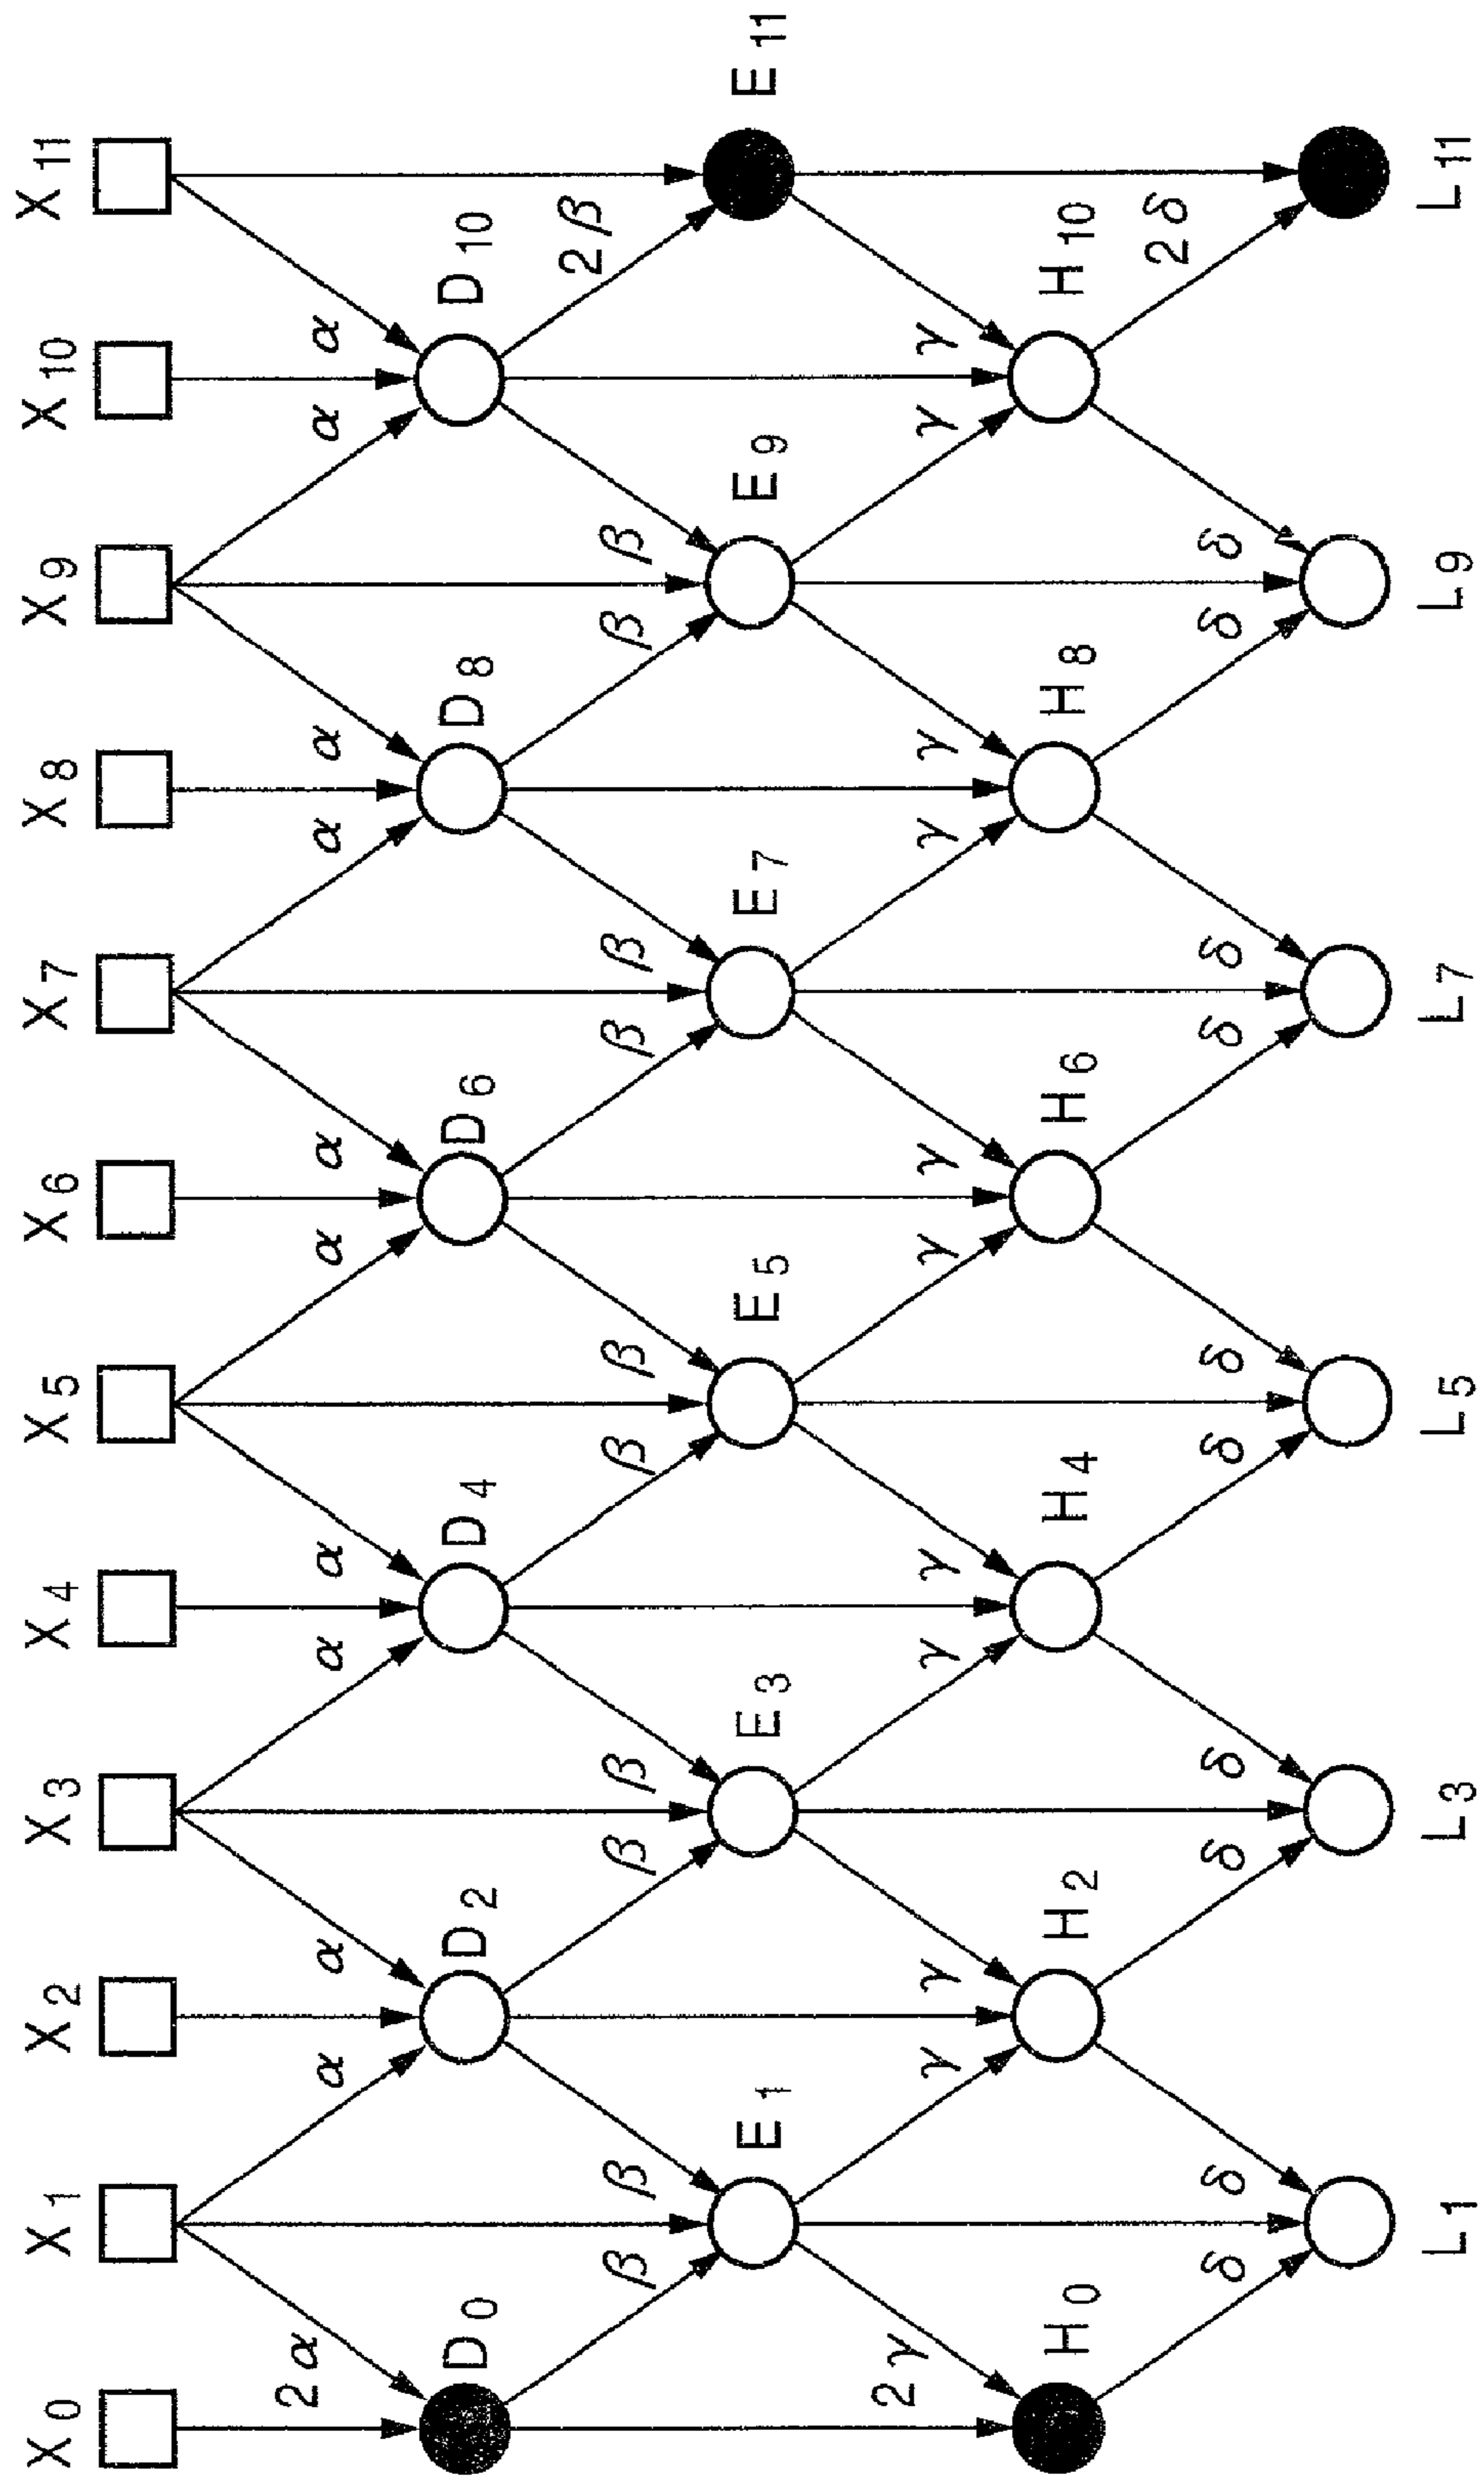 X0 X1 X2 X3 X4 X5 X6 X7 X8 X9 X10 X11
2α α α α α α α α α α α
D0 D2 D4 D6 D8 D10
β β β β β β β β β β 2β
E1 E3 E5 E7 E9 E11
2γ γ γ γ γ γ γ γ γ γ γ
H0 H2 H4 H6 H8 H10
δ δ δ δ δ δ δ δ δ δ 2δ
L1 L3 L5 L7 L9 L11